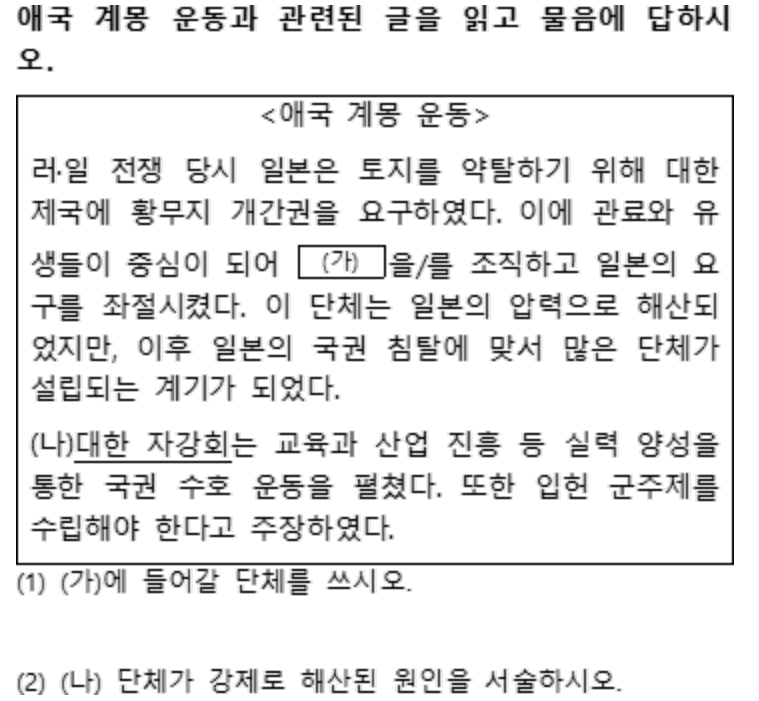 애국 계몽 운동과 관련된 글을 읽고 물음에 답하시
오.
<애국 계몽 운동>
러·일 전쟁 당시 일본은 토지를 약탈하기 위해 대한
제국에 황무지 개간권을 요구하였다. 이에 관료와 유
생들이 중심이 되어 (가) 을/를 조직하고 일본의 요
구를 좌절시켰다. 이 단체는 일본의 압력으로 해산되
었지만, 이후 일본의 국권 침탈에 맞서 많은 단체가
설립되는 계기가 되었다.
(나)대한 자강회는 교육과 산업 진흥 등 실력 양성을
통한 국권 수호 운동을 펼쳤다. 또한 입헌 군주제를
수립해야 한다고 주장하였다.
(1) (가)에 들어갈 단체를 쓰시오.
(2) (나) 단체가 강제로 해산된 원인을 서술하시오.